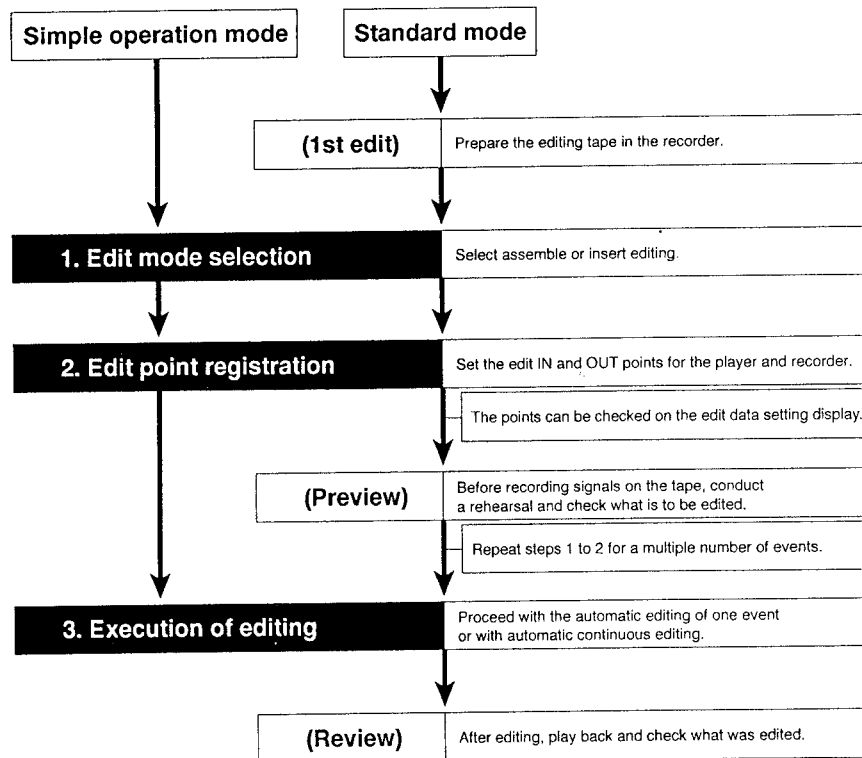 Simple operation mode
Standard mode
(1st edit)
Prepare the editing tape in the recorder.
1. Edit mode selection
Select assemble or insert editing.
2. Edit point registration
Set the edit IN and OUT points for the player and recorder.
The points can be checked on the edit data setting display.
(Preview)
Before recording signals on the tape, conduct
a rehearsal and check what is to be edited.
Repeat steps 1 to 2 for a multiple number of events.
3. Execution of editing
Proceed with the automatic editing of one event
or with automatic continuous editing.
(Review)
After editing, play back and check what was edited.